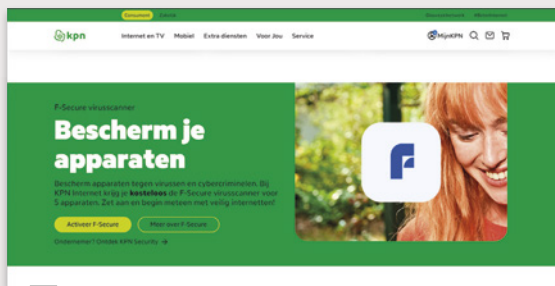 Consument Zakelijk
Klantenservice
kpn
Internet en TV Mobiel Extra diensten Voor Jou Service
MijnKPN
F-Secure virusscanner
Bescherm je
apparaten
Bescherm apparaten tegen virussen en cybercriminelen. Bij
KPN Internet krijg je kosteloos de F-Secure virusscanner voor
5 apparaten. Zet aan en begin meteen met veilig internetten!
Activeer F-Secure Meer over F-Secure
Ondernemer? Ontdek KPN Security →